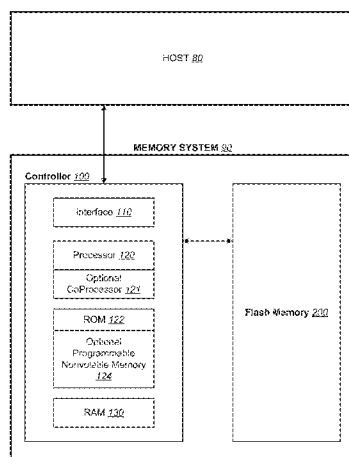 HOST 80
MEMORY SYSTEM 90
Controller 100
Interface 110
Processor 120
Optional
CoProcessor 121
ROM 122
Optional
Programmable
Nonvolatile Memory
124
RAM 130
Flash Memory 200